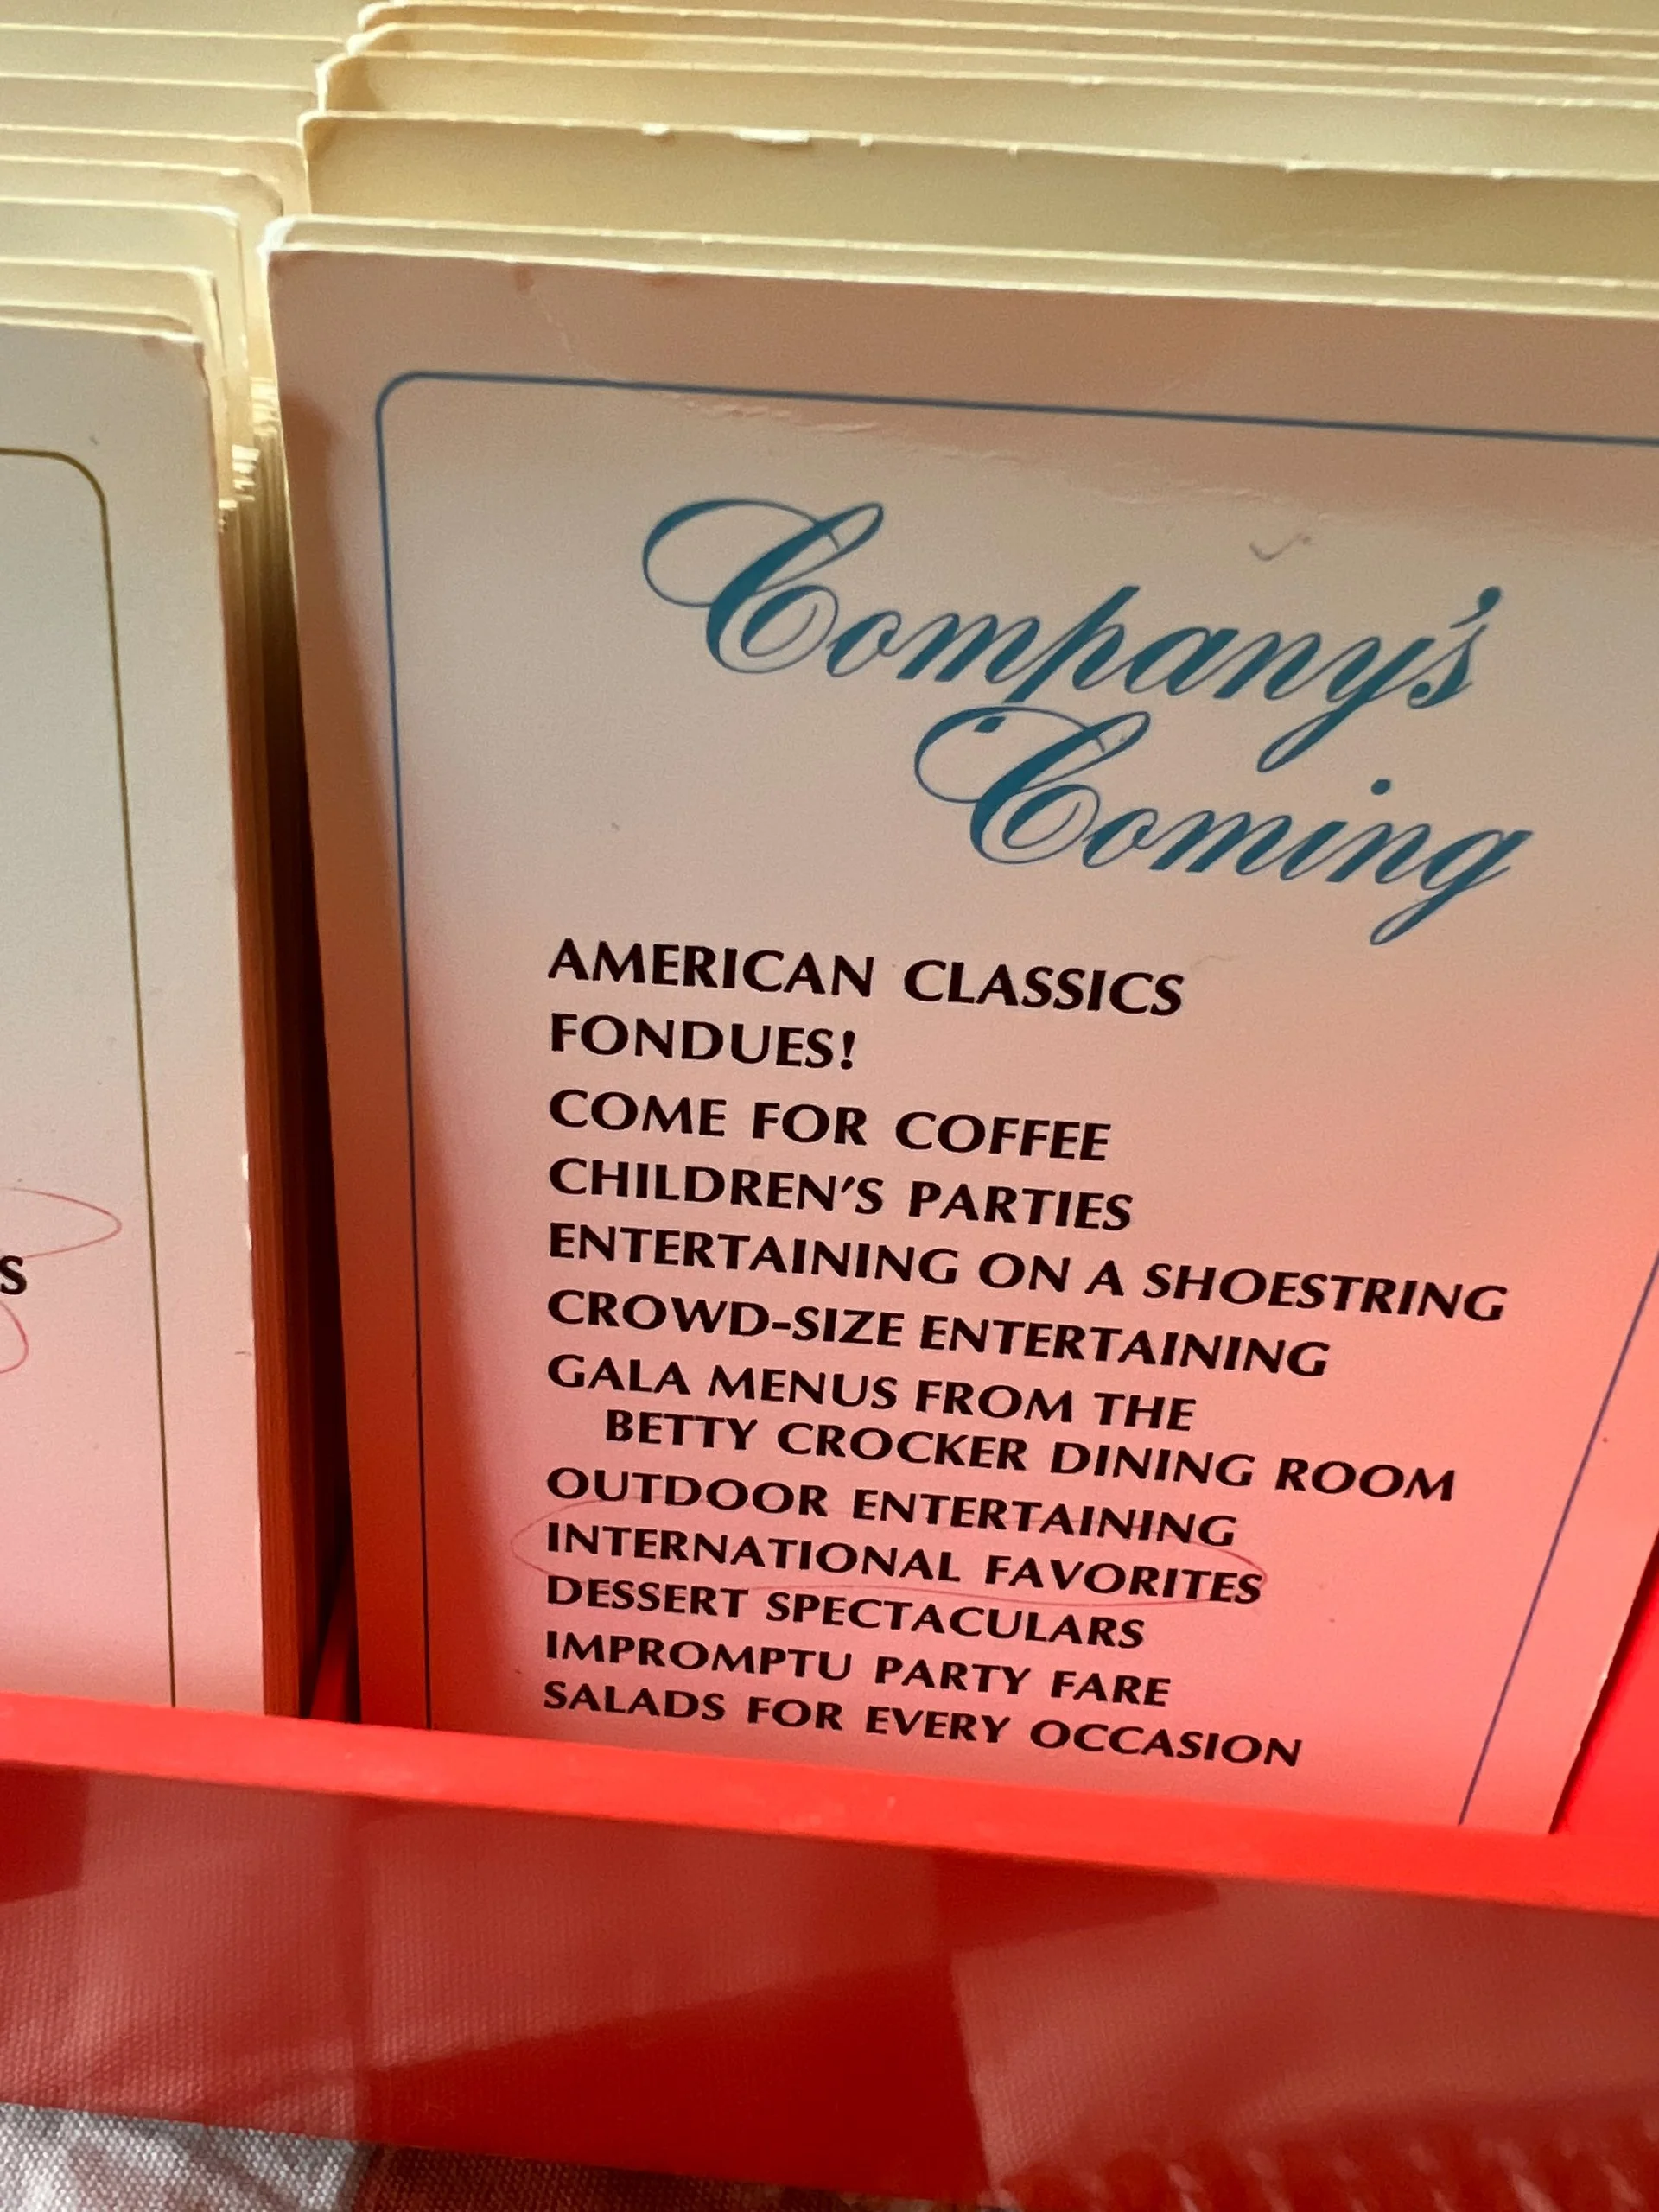 Company's
Coming
AMERICAN CLASSICS
FONDUES!
COME FOR COFFEE
CHILDREN'S PARTIES
ENTERTAINING ON A SHOESTRING
CROWD-SIZE ENTERTAINING
GALA MENUS FROM THE
BETTY CROCKER DINING ROOM
OUTDOOR ENTERTAINING
INTERNATIONAL FAVORITES
DESSERT SPECTACULARS
IMPROMPTU PARTY FARE
SALADS FOR EVERY OCCASION
S